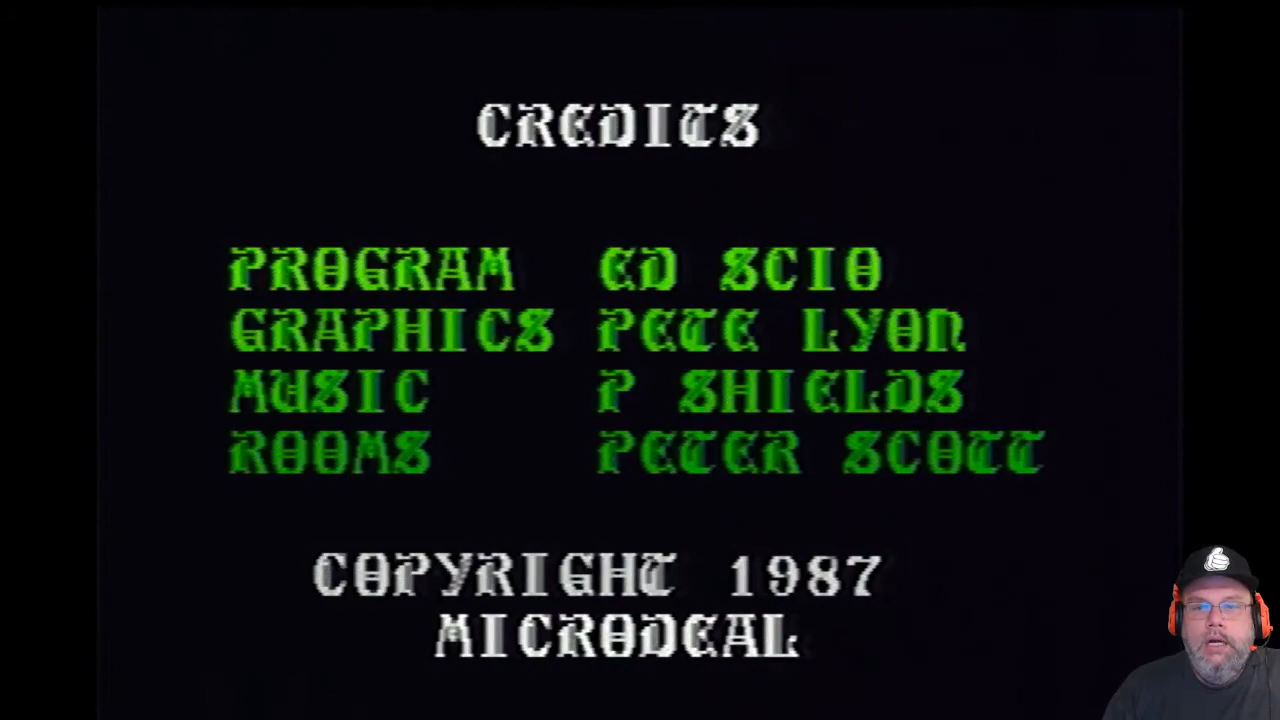 CREDITS
PROGRAM ED SCIO
GRAPHICS PETE LYON
MUSIC P SHIELDS
ROOMS PETER SCOTT
COPYRIGHT 1987
MICRODEAL